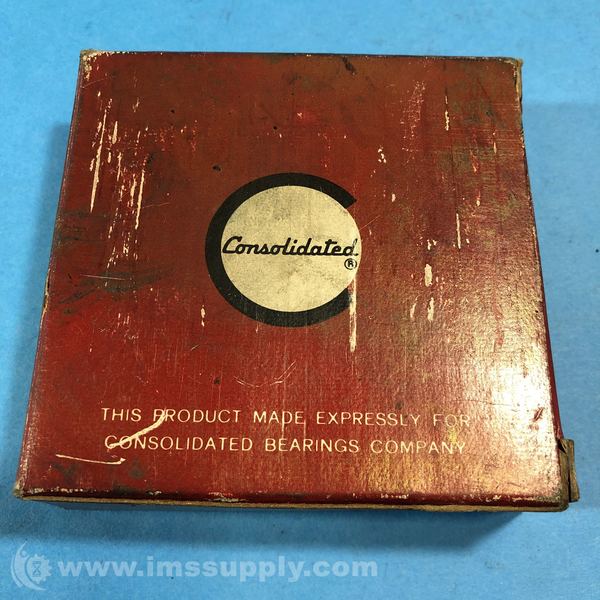 Consolidated
®
THIS PRODUCT MADE EXPRESSLY FOR
CONSOLIDATED BEARINGS COMPANY
www.imssupply.com